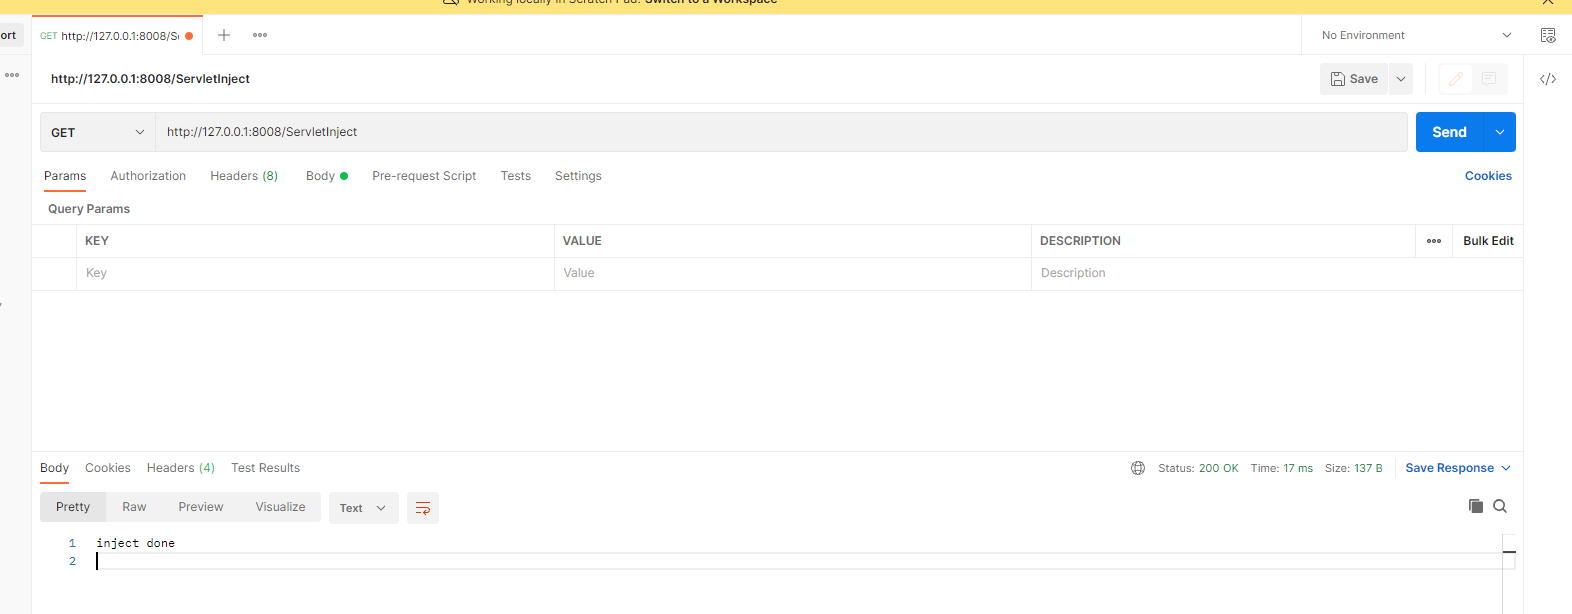 Working locally in Scratch Pad. Switch to a Workspace
ort
GET http://127.0.0.1:8008/S
No Environment
http://127.0.0.1:8008/ServletInject
Save
GET
http://127.0.0.1:8008/ServletInject
Send
Params Authorization Headers (8) Body Pre-request Script Tests Settings Cookies
Query Params
KEY VALUE DESCRIPTION Bulk Edit
Key Value Description
Body Cookies Headers (4) Test Results Status: 200 OK Time: 17 ms Size: 137 B Save Response
Pretty Raw Preview Visualize Text
1 inject done
2